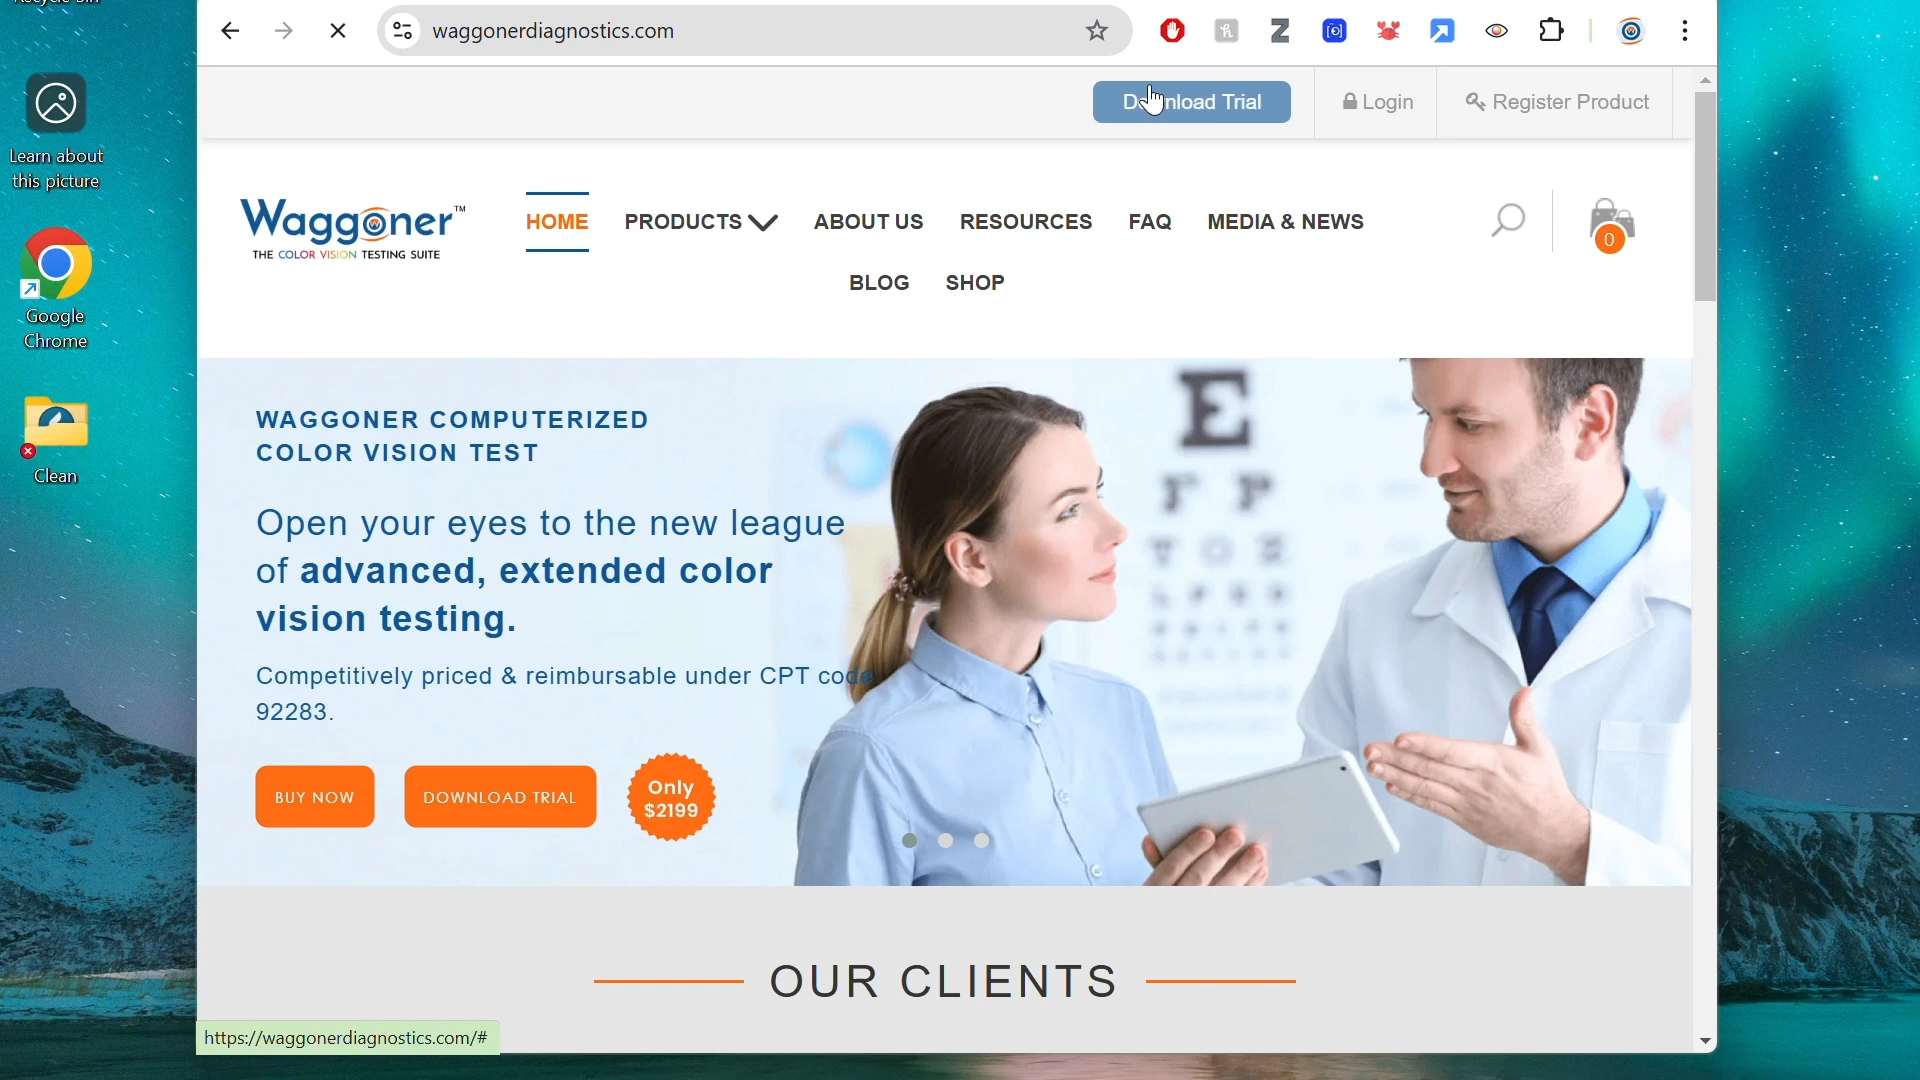 waggonerdiagnostics.com
Download Trial
Login
Register Product
Learn about
this picture
Waggoner™
THE COLOR VISION TESTING SUITE
HOME
PRODUCTS
ABOUT US
RESOURCES
FAQ
MEDIA & NEWS
0
BLOG
SHOP
Google
Chrome
Clean
WAGGONER COMPUTERIZED
COLOR VISION TEST
Open your eyes to the new league
of advanced, extended color
vision testing.
Competitively priced & reimbursable under CPT code
92283.
BUY NOW
DOWNLOAD TRIAL
Only
$2199
E
F P
OUR CLIENTS
https://waggonerdiagnostics.com/#